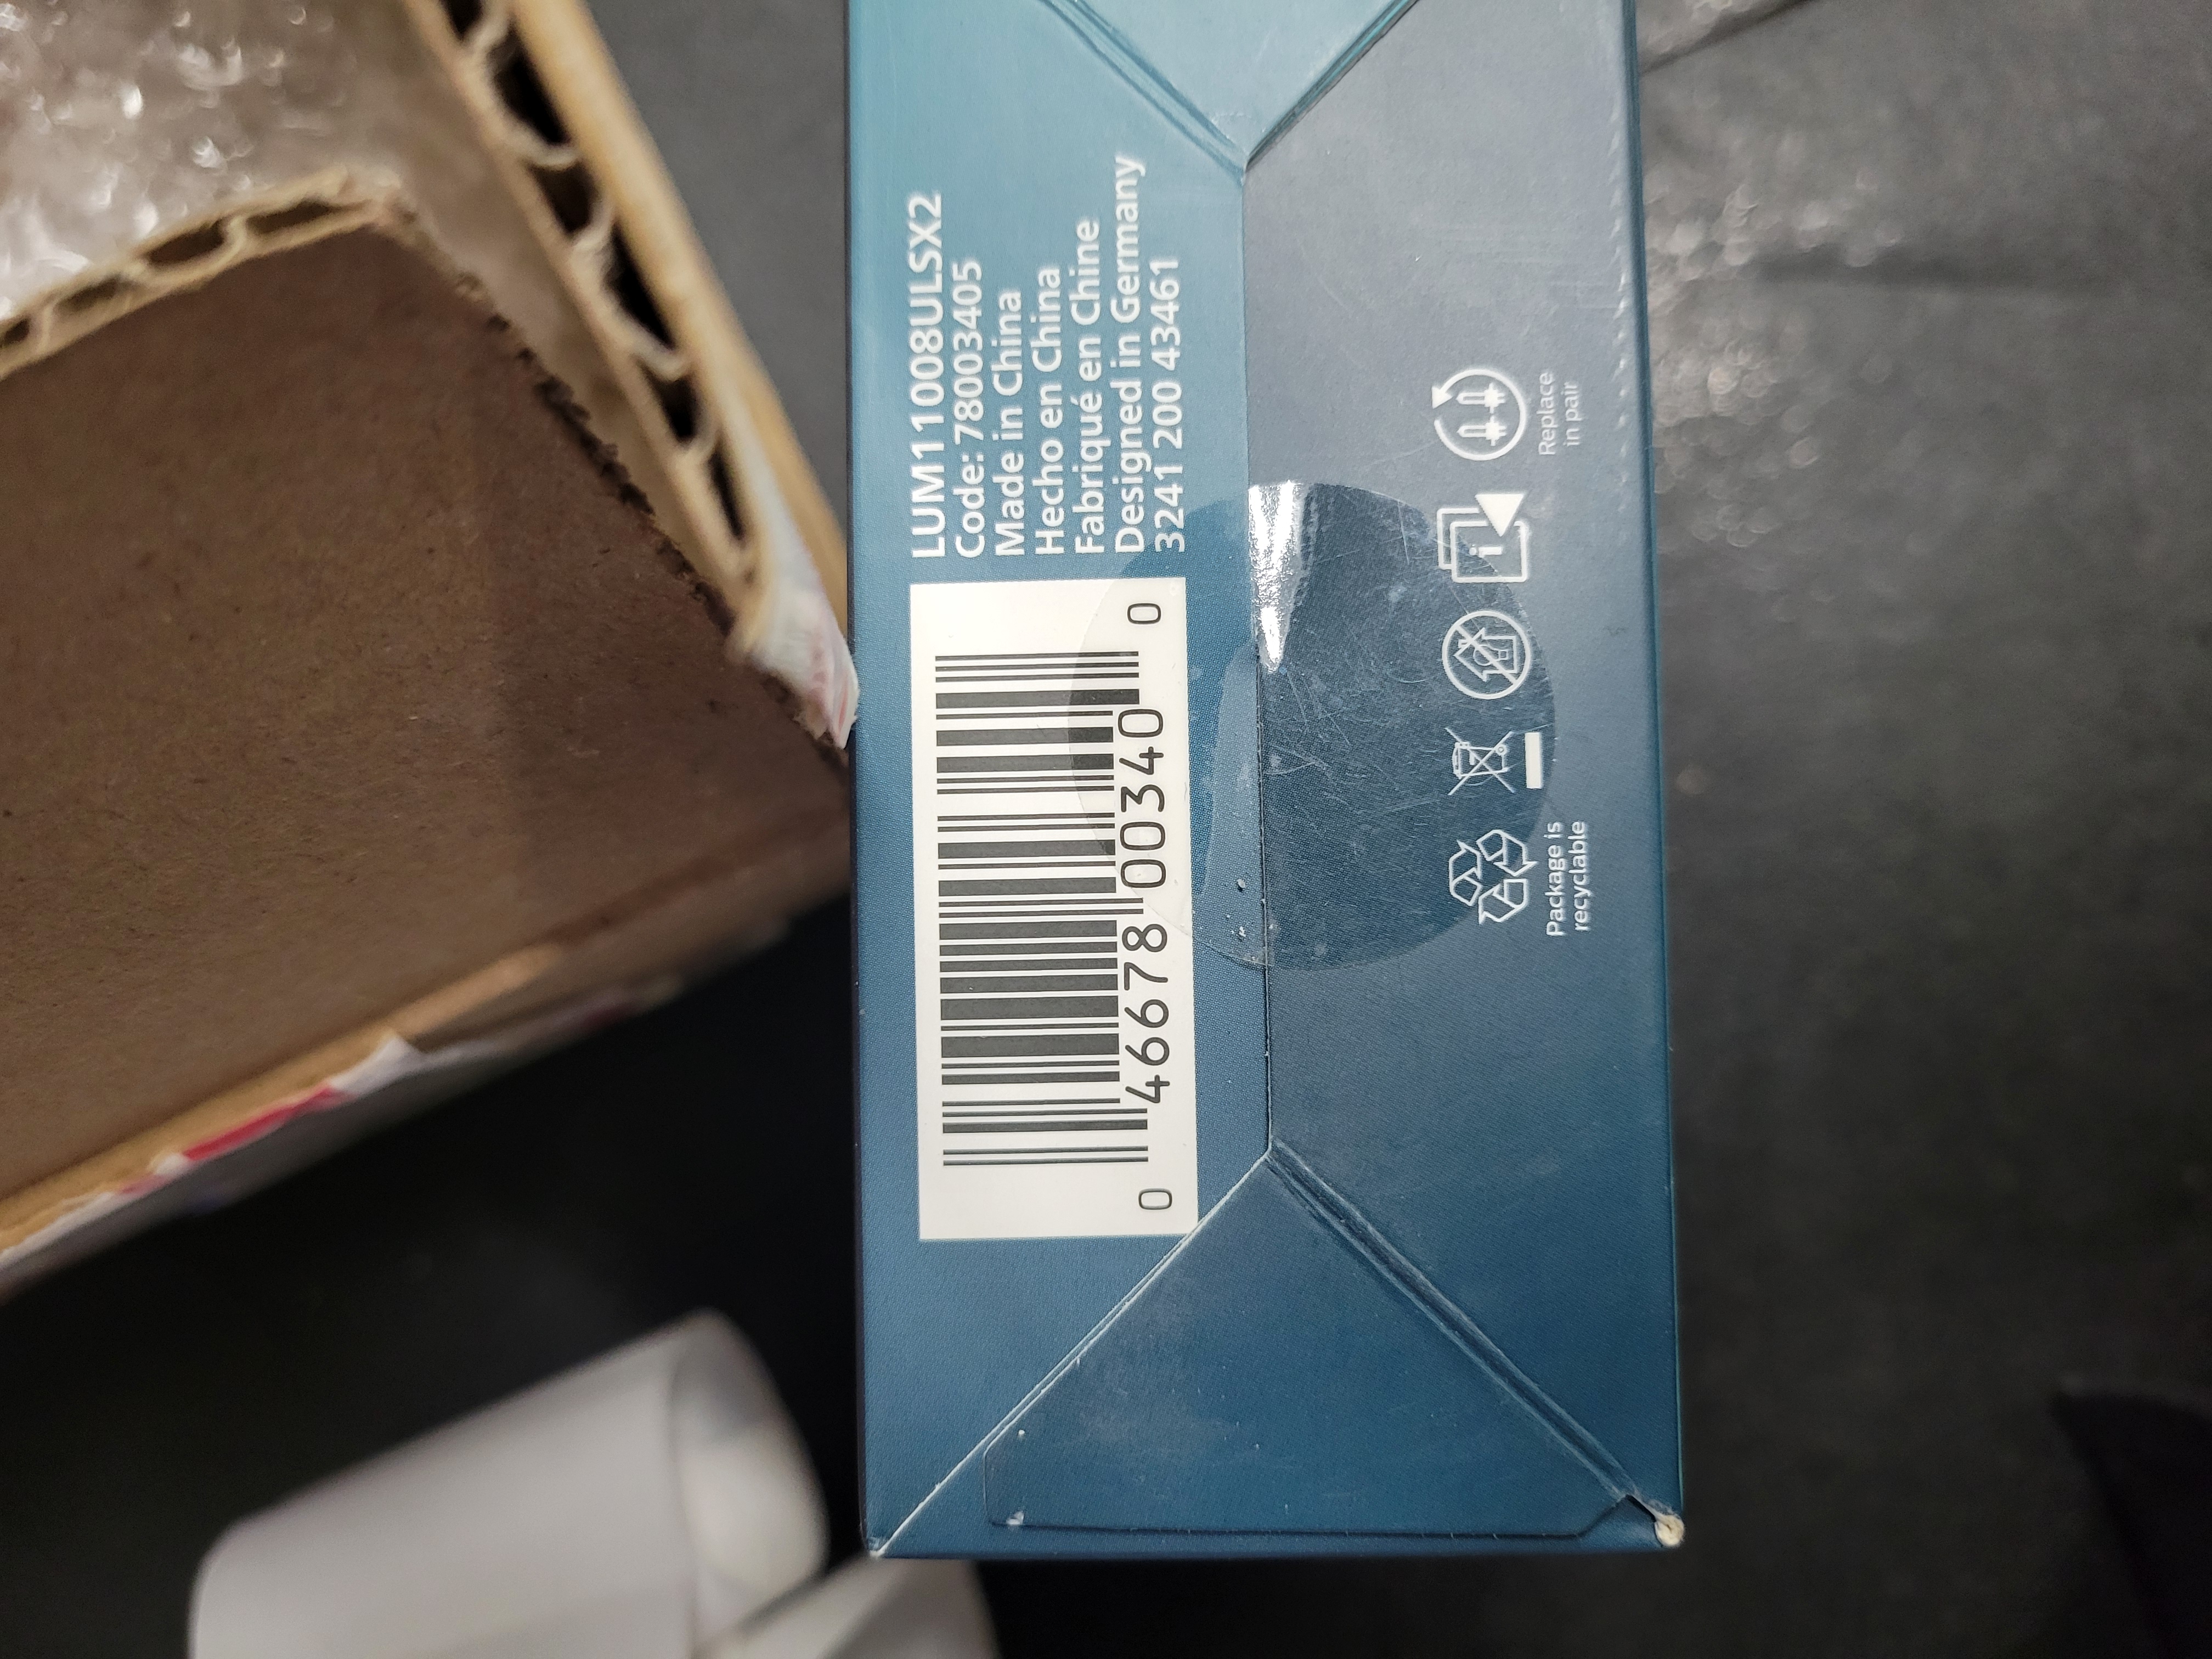 LUM11008ULSX2
Code: 78003405
Made in China
Hecho en China
Fabriqué en Chine
Designed in Germany
3241 200 43461
0 46678 00340 0
Package is
recyclable
i
Replace
in pair